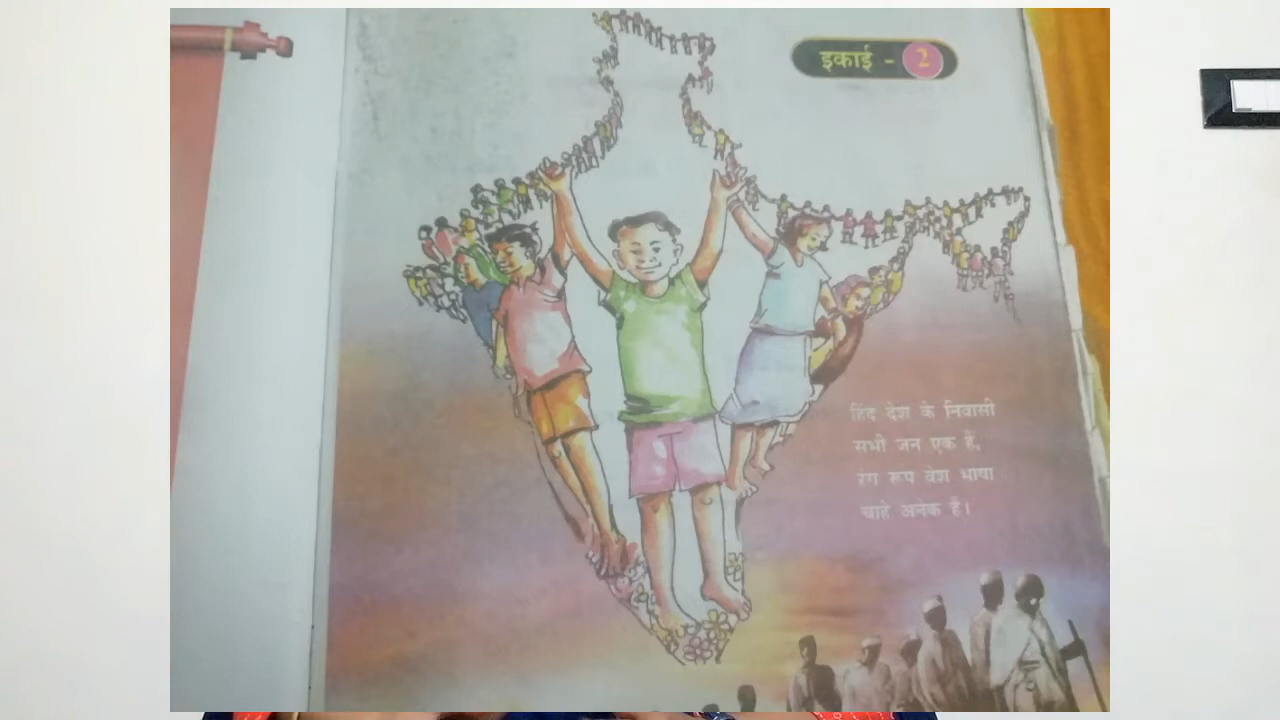 इकाई - 2
हिंद देश के निवासी
सभी जन एक हैं,
रंग रूप वेश भाषा
चाहे अनेक हैं।